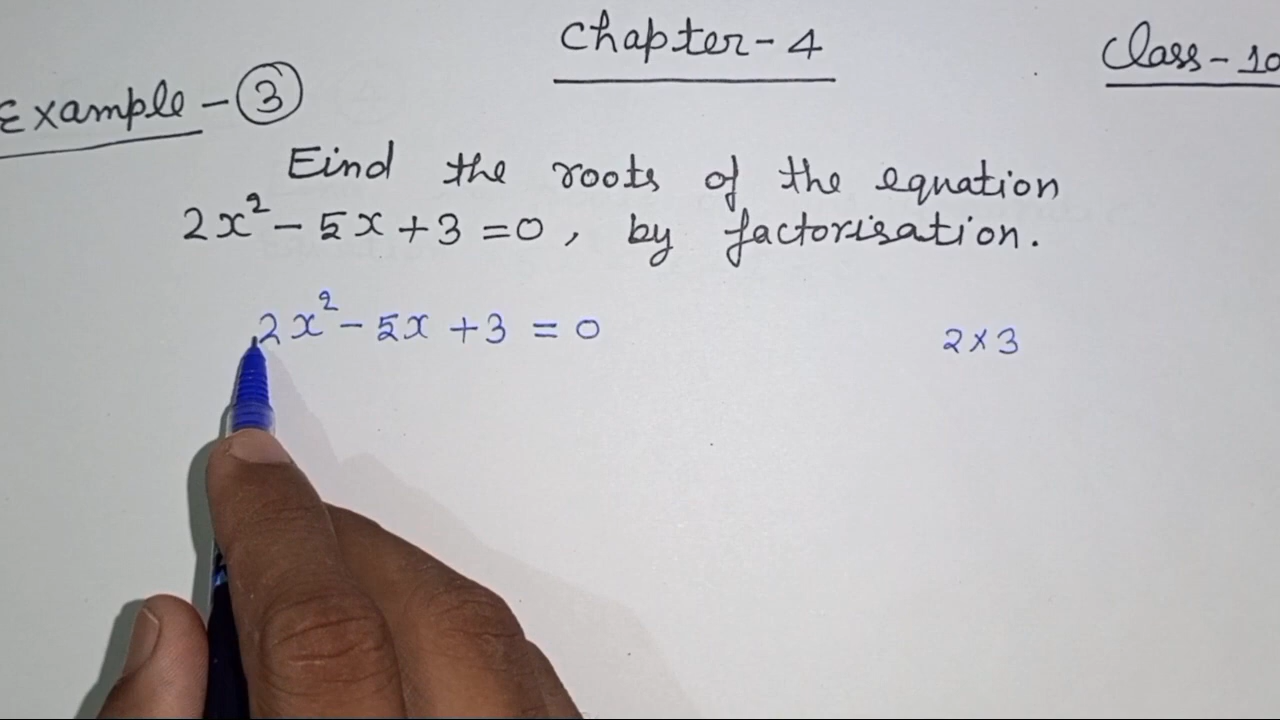 Chapter - 4
Class - 10
Example - 3
Eind the roots of the equation
2x² - 5x + 3 = 0, by factorisation.
2x² - 5x + 3 = 0
2 × 3